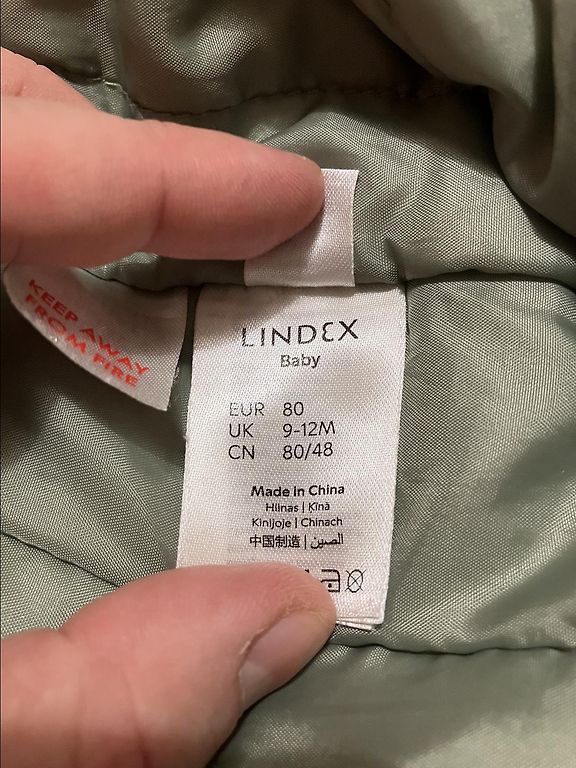 KEEP AWAY
FROM FIRE
LINDEX
Baby
EUR 80
UK 9-12M
CN 80/48
Made in China
Hiinas | Ķīnā
Kinijoje | Chinach
中国制造 | الصين